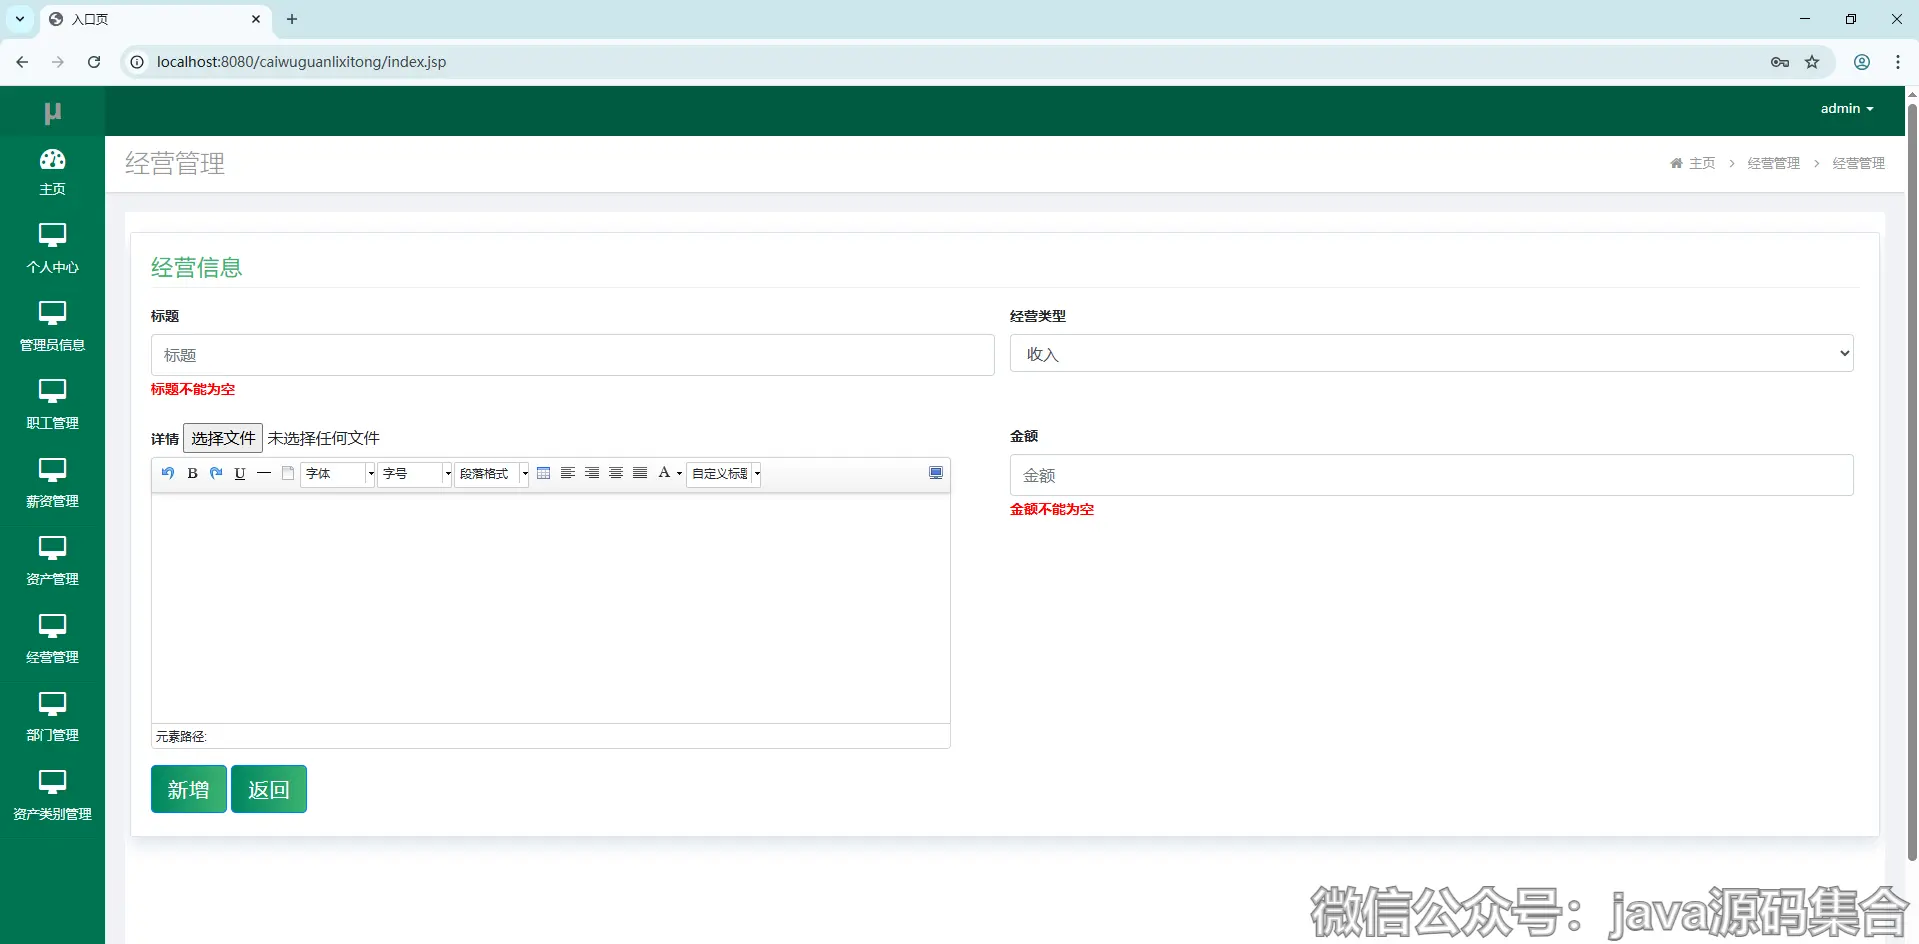 入口页
localhost:8080/caiwuguanlixitong/index.jsp
μ
admin
主页
个人中心
管理员信息
职工管理
薪资管理
资产管理
经营管理
部门管理
资产类别管理
经营管理
主页 > 经营管理 > 经营管理
经营信息
标题
标题
标题不能为空
经营类型
收入
详情 选择文件 未选择任何文件
B U 字体 字号 段落格式 A 自定义标题
元素路径:
金额
金额
金额不能为空
新增 返回
微信公众号：java源码集合